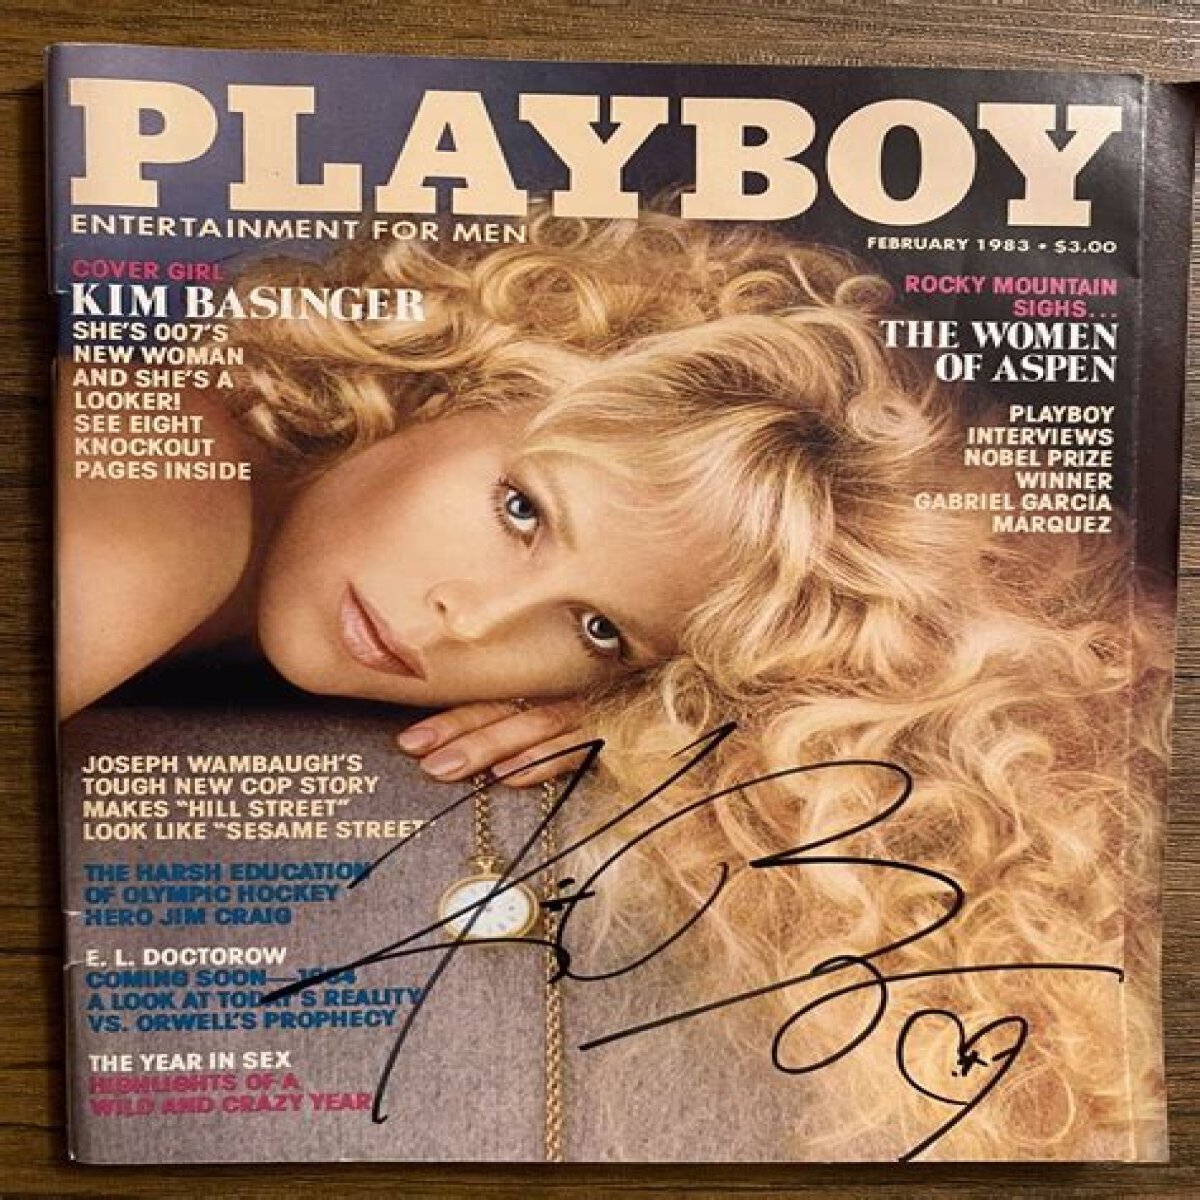 PLAYBOY
ENTERTAINMENT FOR MEN
FEBRUARY 1983 • $3.00
COVER GIRL
KIM BASINGER
SHE'S 007'S
NEW WOMAN
AND SHE'S A
LOOKER!
SEE EIGHT
KNOCKOUT
PAGES INSIDE
ROCKY MOUNTAIN
SIGHS...
THE WOMEN
OF ASPEN
PLAYBOY
INTERVIEWS
NOBEL PRIZE
WINNER
GABRIEL GARCIA
MARQUEZ
JOSEPH WAMBAUGH'S
TOUGH NEW COP STORY
MAKES "HILL STREET"
LOOK LIKE "SESAME STREET"
THE HARSH EDUCATION
OF OLYMPIC HOCKEY
HERO JIM CRAIG
E. L. DOCTOROW
COMING SOON—1984
A LOOK AT TODAY'S REALITY
VS. ORWELL'S PROPHECY
THE YEAR IN SEX
HIGHLIGHTS OF A
WILD AND CRAZY YEAR